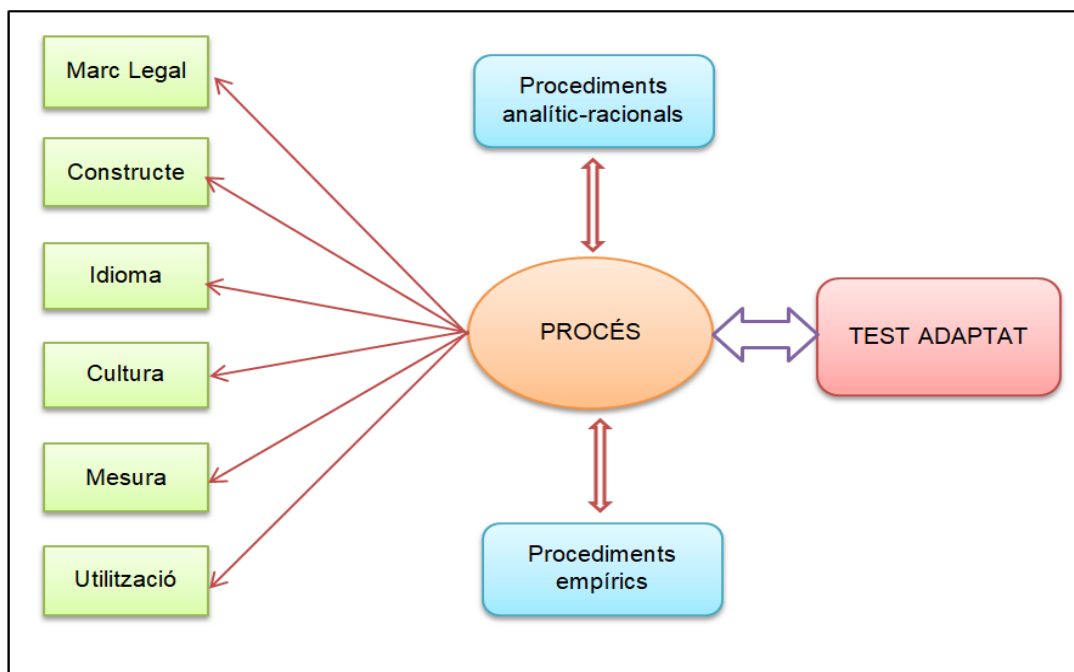 Marc Legal
Constructe
Idioma
Cultura
Mesura
Utilització
Procediments
analític-racionals
PROCÉS
Procediments
empírics
TEST ADAPTAT